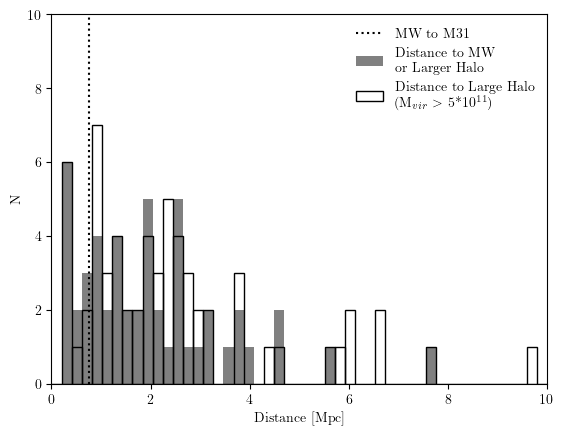 10
8
6
4
2
0
N
0
2
4
6
8
10
Distance [Mpc]
MW to M31
Distance to MW
or Larger Halo
Distance to Large Halo
(M$_{vir}$ > 5*10$^{11}$)